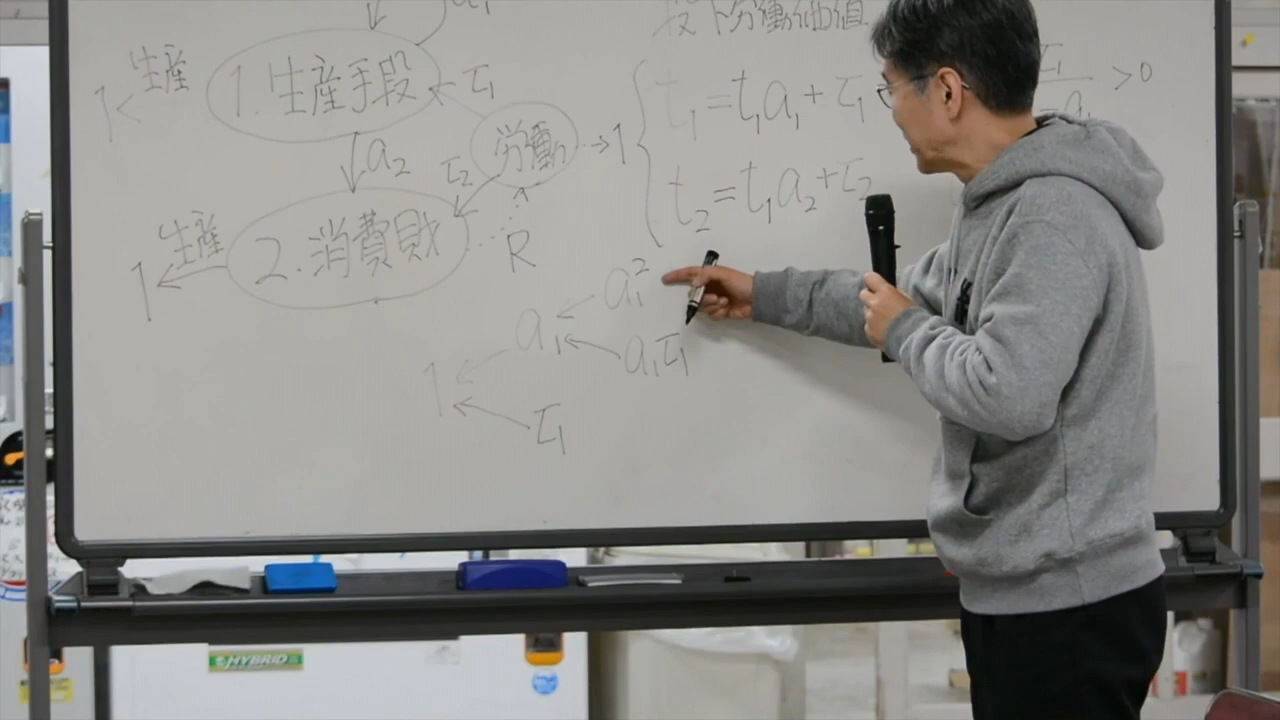 投下労働価値
a₁
生産
1
1. 生産手段
τ₁
t₁=t₁a₁+τ₁
>0
労働
1
a₂
τ₂
t₂=t₁a₂+τ₂
生産
1
2. 消費財
R
a₁²
a₁
a₁τ₁
1
τ₁
HYBRID